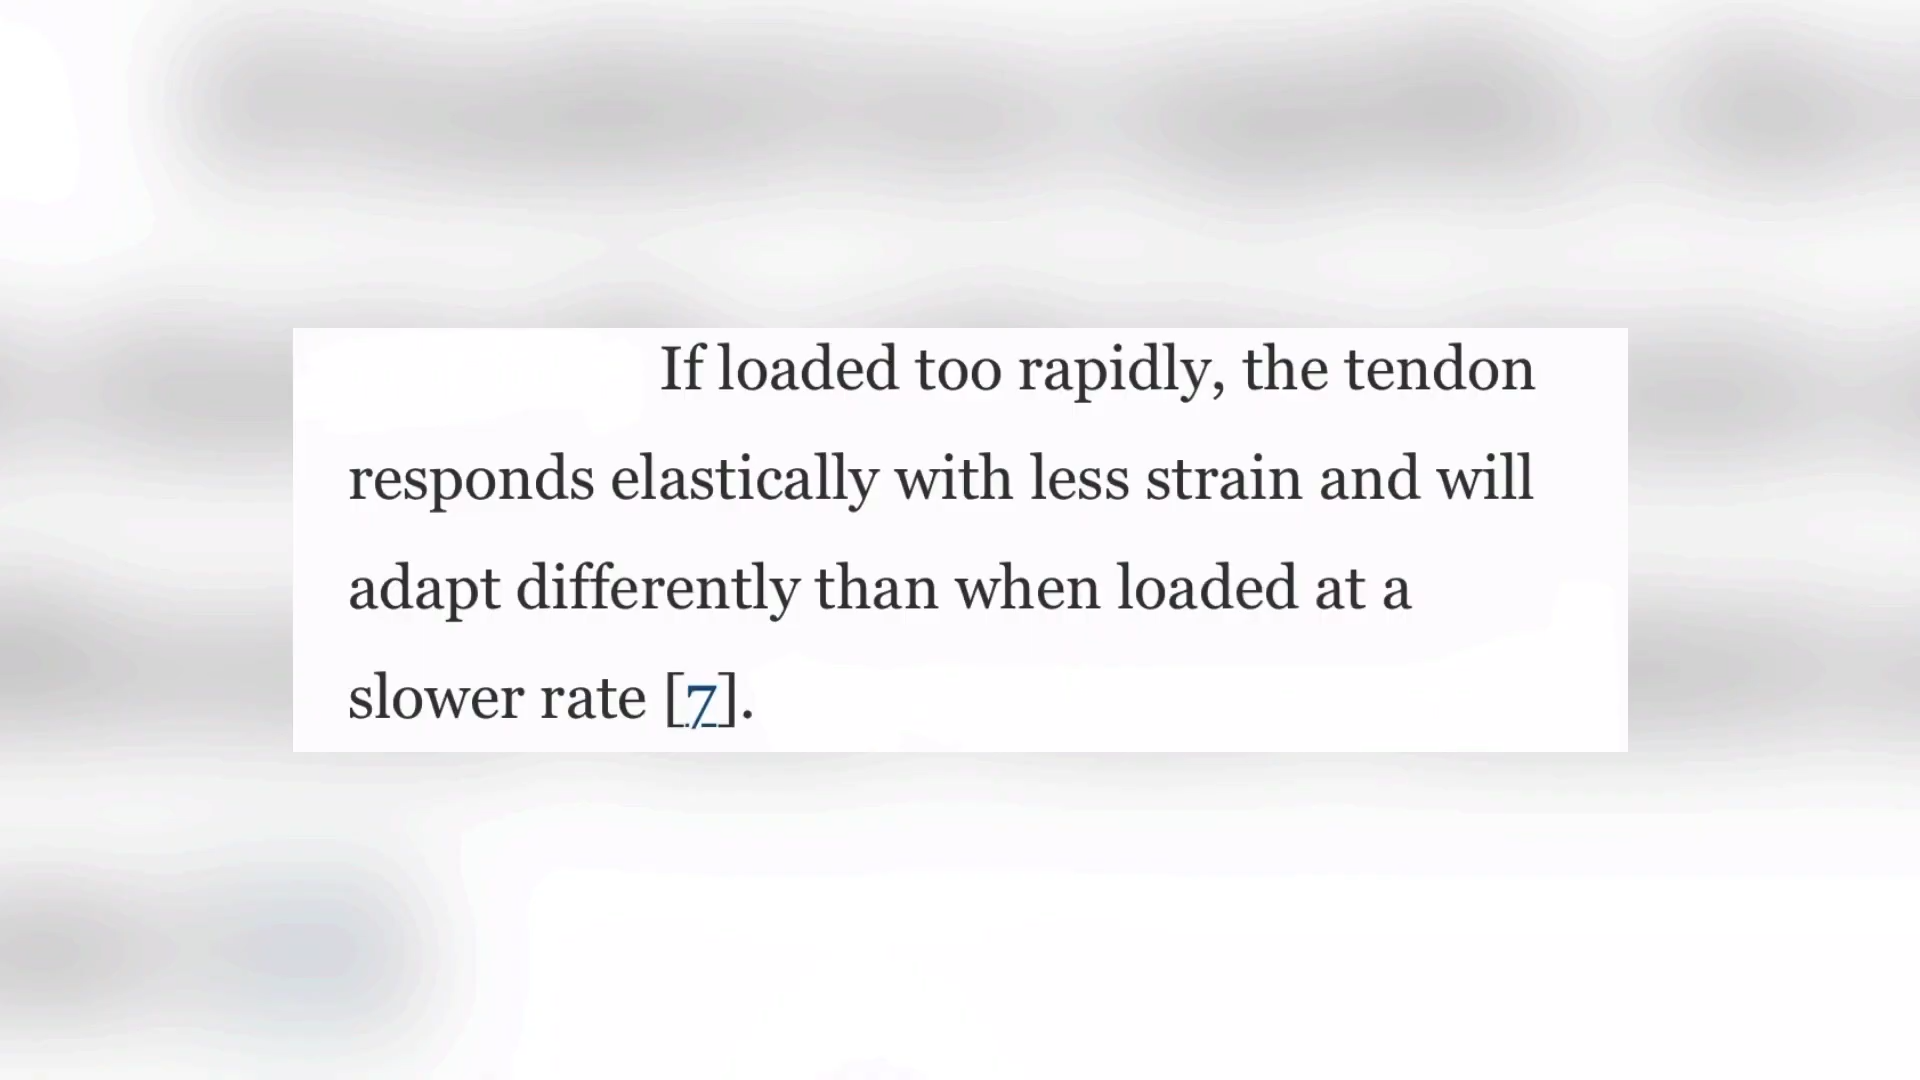 If loaded too rapidly, the tendon
responds elastically with less strain and will
adapt differently than when loaded at a
slower rate [7].